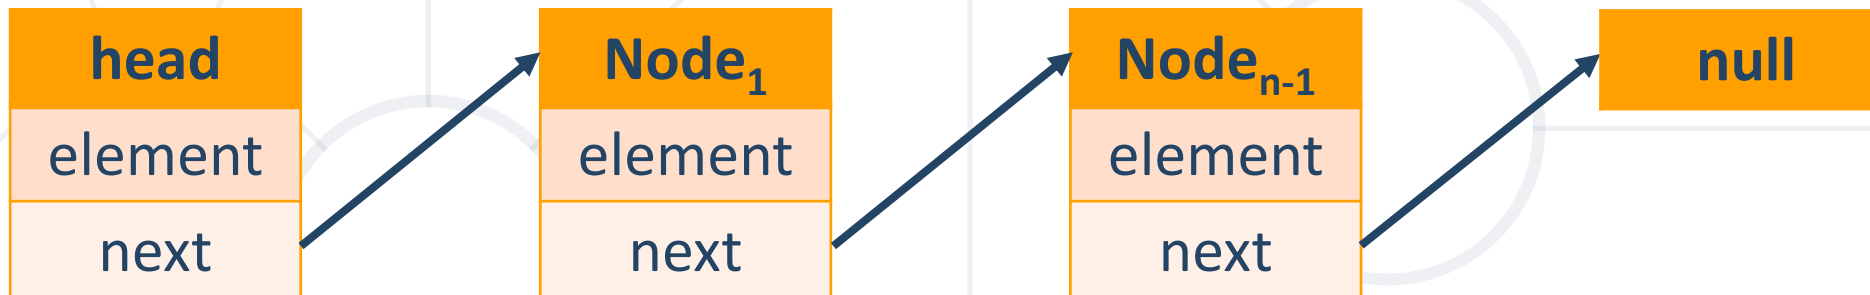 head Node₁ Nodeₙ₋₁ null
element element element
next next next